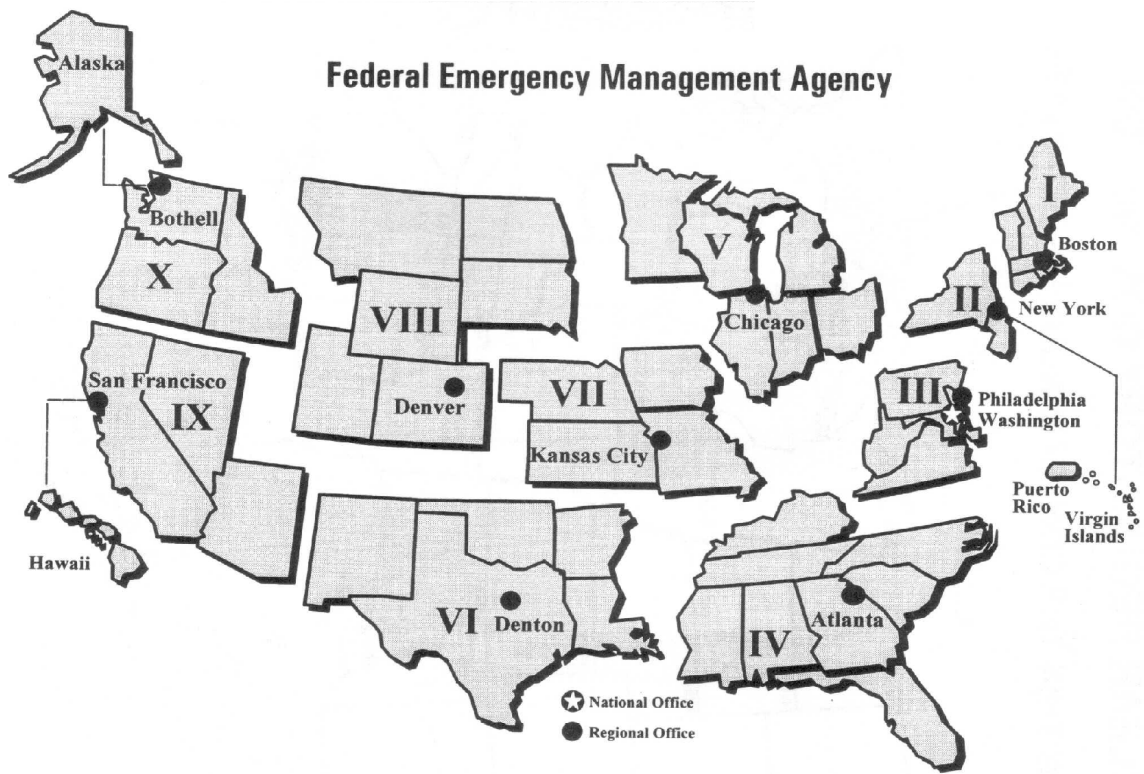 Federal Emergency Management Agency
Alaska
Bothell
X
VIII
V
I
Boston
II
New York
Chicago
San Francisco
IX
Denver
VII
Kansas City
III
Philadelphia
Washington
Puerto
Rico
Virgin
Islands
Hawaii
VI
Denton
IV
Atlanta
National Office
Regional Office